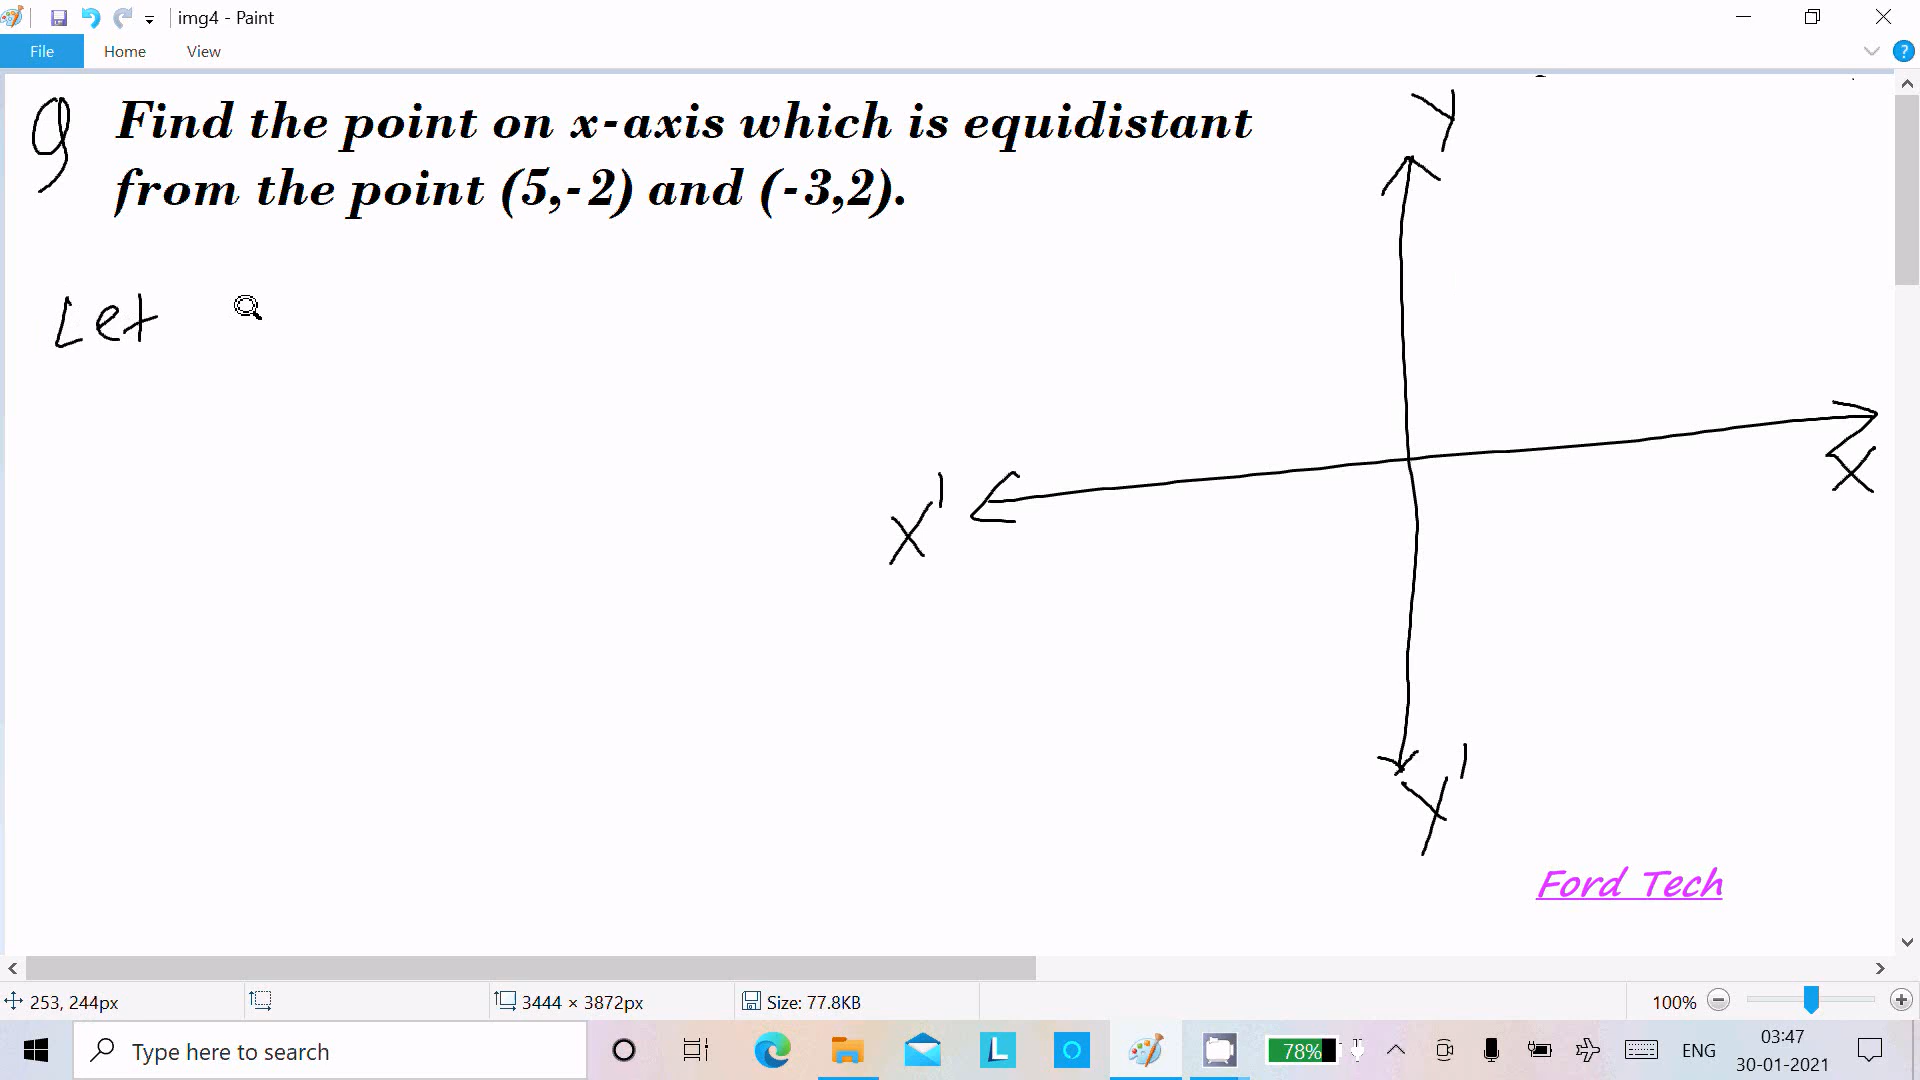 img4 - Paint
File Home View
Y
Q Find the point on x-axis which is equidistant
from the point (5,-2) and (-3,2).
Let
X
X'
Y'
Ford Tech
253, 244px 3444 × 3872px Size: 77.8KB 100%
Type here to search 78% ENG 03:47
30-01-2021